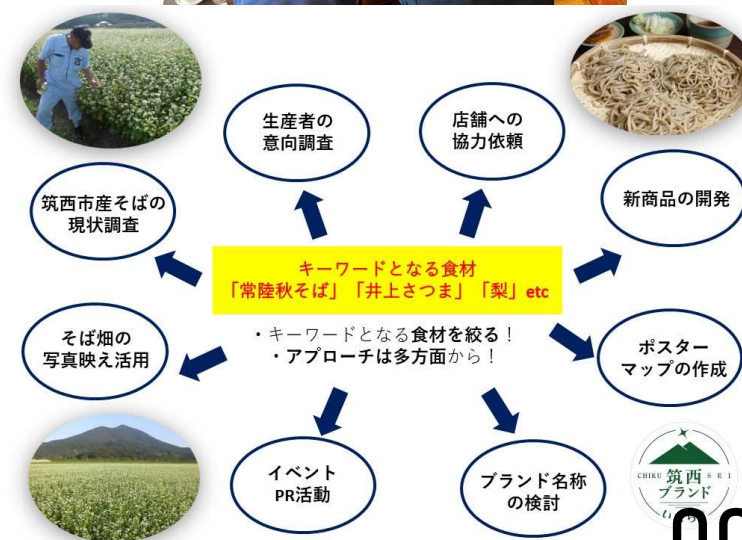 生産者の
意向調査
店舗への
協力依頼
筑西市産そばの
現状調査
新商品の開発
キーワードとなる食材
「常陸秋そば」「井上さつま」「梨」etc
・キーワードとなる食材を絞る！
・アプローチは多方面から！
そば畑の
写真映え活用
ポスター
マップの作成
イベント
PR活動
ブランド名称
の検討
CHIKU 筑西 SEI
ブランド